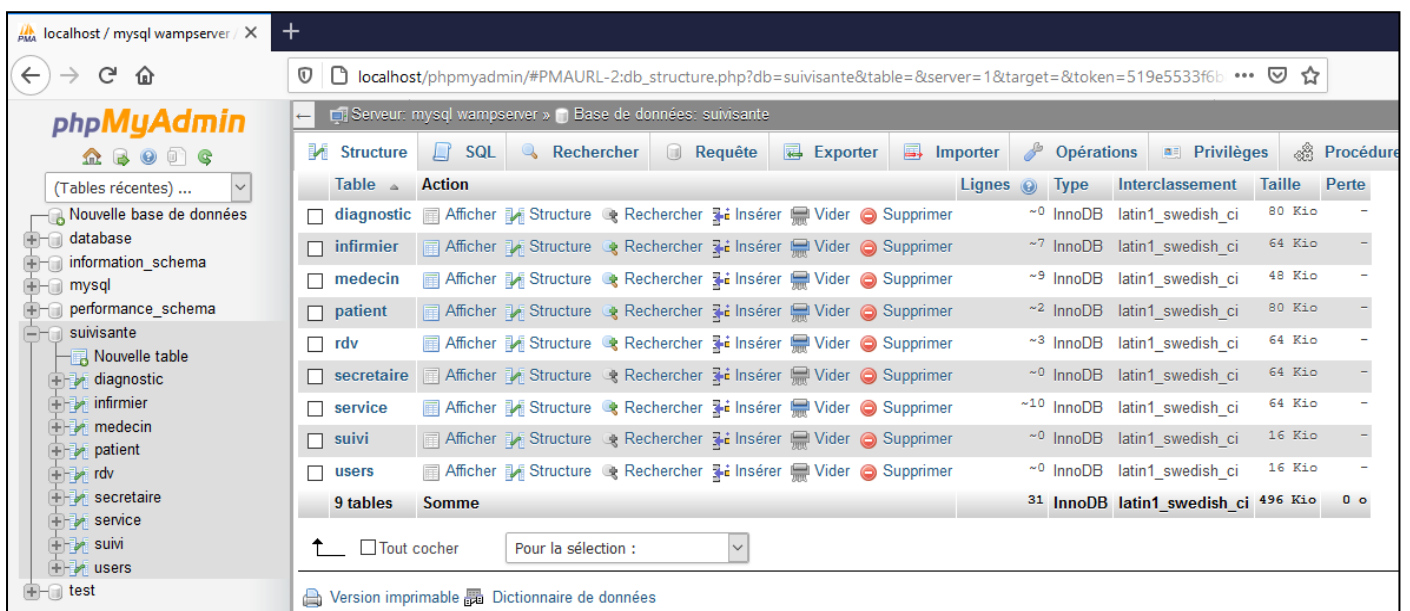 localhost / mysql wampserver /
localhost/phpmyadmin/#PMAURL-2:db_structure.php?db=suivisante&table=&server=1&target=&token=519e5533f6b
phpMyAdmin
(Tables récentes) ...
Nouvelle base de données
database
information_schema
mysql
performance_schema
suivisante
Nouvelle table
diagnostic
infirmier
medecin
patient
rdv
secretaire
service
suivi
users
test
Serveur: mysql wampserver » Base de données: suivisante
Structure SQL Rechercher Requête Exporter Importer Opérations Privilèges Procédure
Table Action Lignes Type Interclassement Taille Perte
diagnostic Afficher Structure Rechercher Insérer Vider Supprimer ~0 InnoDB latin1_swedish_ci 80 Kio -
infirmier Afficher Structure Rechercher Insérer Vider Supprimer ~7 InnoDB latin1_swedish_ci 64 Kio -
medecin Afficher Structure Rechercher Insérer Vider Supprimer ~9 InnoDB latin1_swedish_ci 48 Kio -
patient Afficher Structure Rechercher Insérer Vider Supprimer ~2 InnoDB latin1_swedish_ci 80 Kio -
rdv Afficher Structure Rechercher Insérer Vider Supprimer ~3 InnoDB latin1_swedish_ci 64 Kio -
secretaire Afficher Structure Rechercher Insérer Vider Supprimer ~0 InnoDB latin1_swedish_ci 64 Kio -
service Afficher Structure Rechercher Insérer Vider Supprimer ~10 InnoDB latin1_swedish_ci 64 Kio -
suivi Afficher Structure Rechercher Insérer Vider Supprimer ~0 InnoDB latin1_swedish_ci 16 Kio -
users Afficher Structure Rechercher Insérer Vider Supprimer ~0 InnoDB latin1_swedish_ci 16 Kio -
9 tables Somme 31 InnoDB latin1_swedish_ci 496 Kio 0 o
Tout cocher Pour la sélection :
Version imprimable Dictionnaire de données